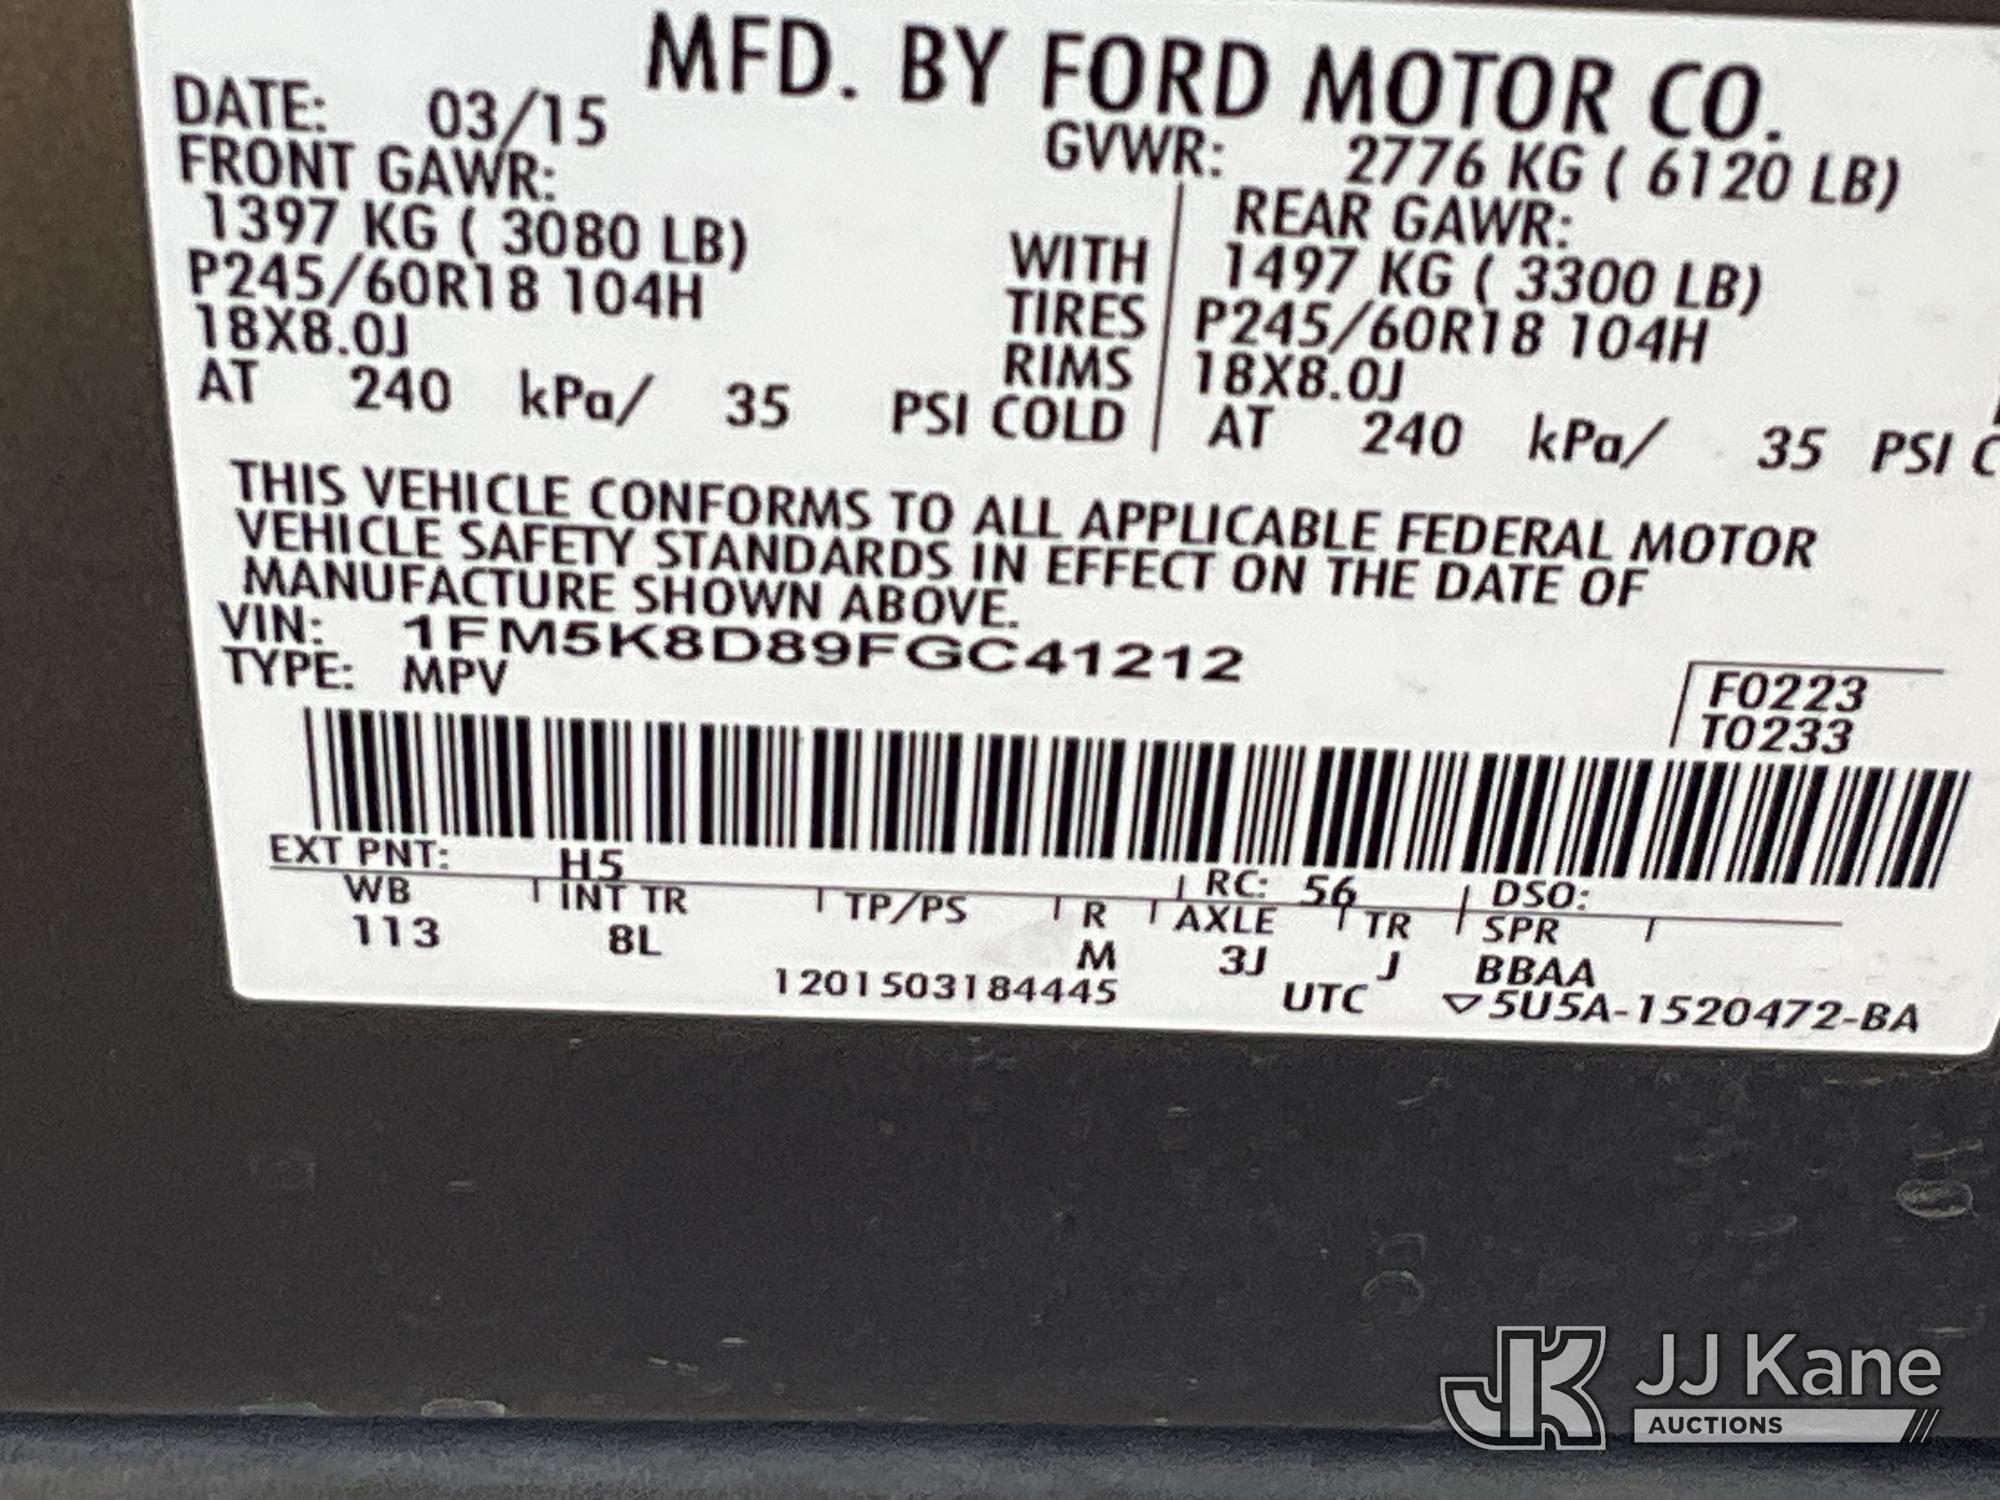 MFD. BY FORD MOTOR CO.
DATE: 03/15 GVWR: 2776 KG ( 6120 LB)
FRONT GAWR: REAR GAWR:
1397 KG ( 3080 LB) WITH 1497 KG ( 3300 LB)
P245/60R18 104H TIRES P245/60R18 104H
18X8.0J RIMS 18X8.0J
AT 240 kPa/ 35 PSI COLD AT 240 kPa/ 35 PSI C
THIS VEHICLE CONFORMS TO ALL APPLICABLE FEDERAL MOTOR
VEHICLE SAFETY STANDARDS IN EFFECT ON THE DATE OF
MANUFACTURE SHOWN ABOVE.
VIN: 1FM5K8D89FGC41212
TYPE: MPV
F0223
T0233
EXT PNT: H5 RC: 56 DSO:
WB INT TR TP/PS R AXLE TR SPR
113 8L M 3J J BBAA
1201503184445 UTC ▽5U5A-1520472-BA
JK JJ Kane
AUCTIONS